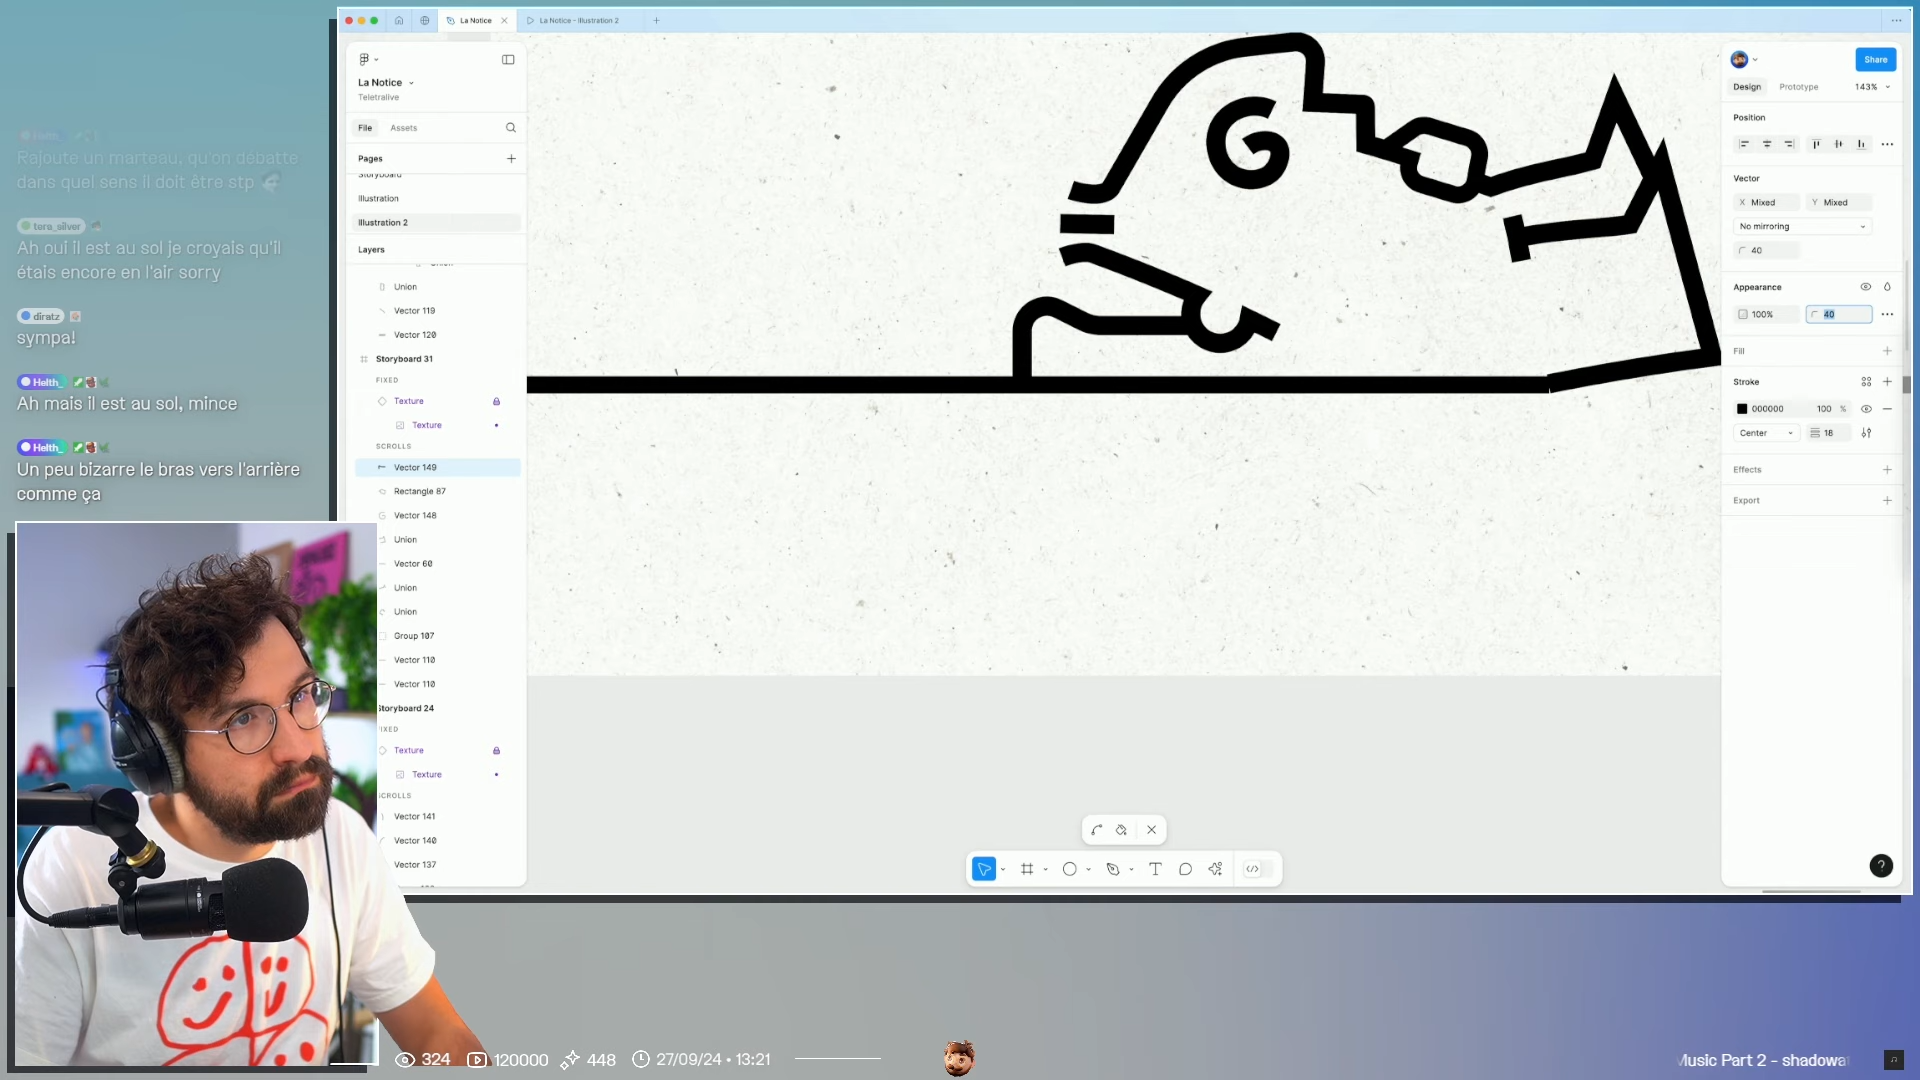 La Notice
La Notice - Illustration 2
La Notice
Teletralive
File
Assets
Pages
Storyboard
Illustration
Illustration 2
Layers
Union
Union
Vector 119
Vector 120
Storyboard 31
FIXED
Texture
Texture
SCROLLS
Vector 149
Rectangle 87
Vector 148
Union
Vector 60
Union
Union
Group 107
Vector 110
Vector 110
Storyboard 24
FIXED
Texture
Texture
SCROLLS
Vector 141
Vector 140
Vector 137
Helth_
Rajoute un marteau, qu'on débatte
dans quel sens il doit être stp
tora_silver
Ah oui il est au sol je croyais qu'il
étais encore en l'air sorry
diratz
sympa!
Helth_
Ah mais il est au sol, mince
Helth_
Un peu bizarre le bras vers l'arrière
comme ça
Share
Design
Prototype
143%
Position
Vector
X Mixed
Y Mixed
No mirroring
40
Appearance
100%
40
Fill
Stroke
000000
100 %
Center
18
Effects
Export
?
324
120000
448
27/09/24 • 13:21
Music Part 2 - shadowa